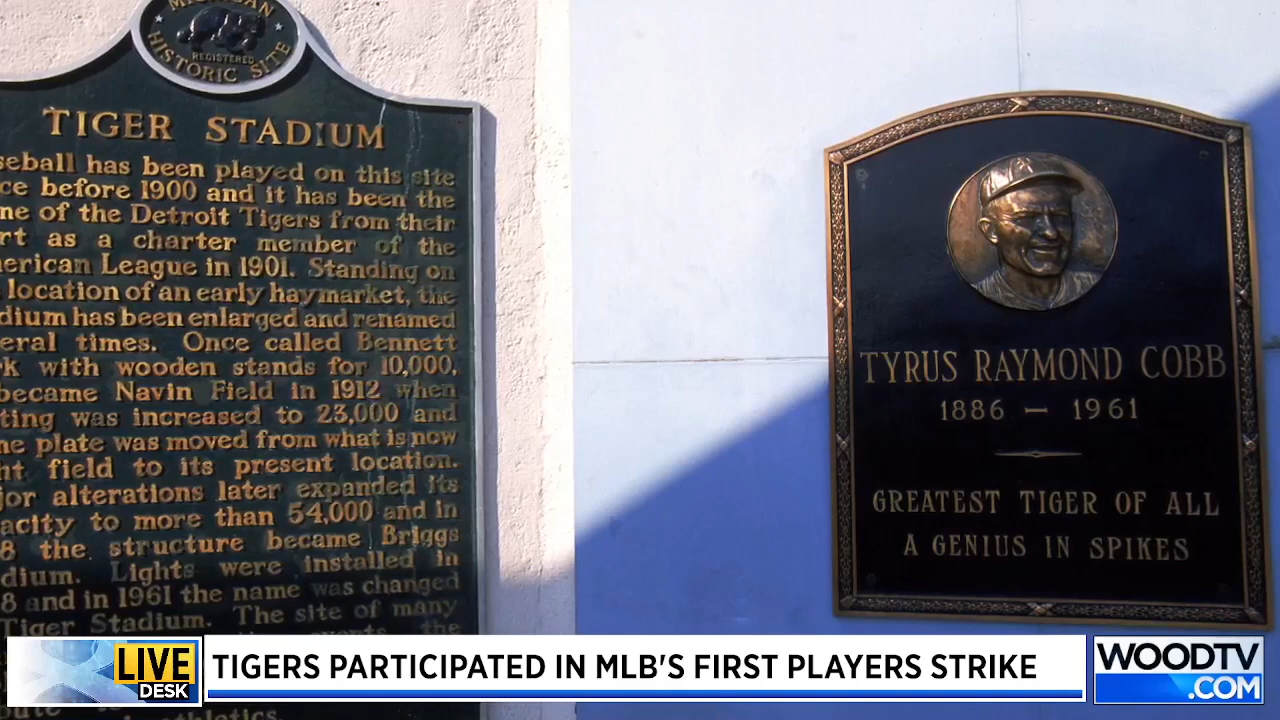 MICHIGAN
REGISTERED
HISTORIC SITE
TIGER STADIUM
seball has been played on this site
ce before 1900 and it has been the
me of the Detroit Tigers from their
rt as a charter member of the
merican League in 1901. Standing on
location of an early haymarket, the
dium has been enlarged and renamed
eral times. Once called Bennett
rk with wooden stands for 10,000,
became Navin Field in 1912 when
ting was increased to 23,000 and
me plate was moved from what is now
ht field to its present location.
jor alterations later expanded its
acity to more than 54,000 and in
8 the structure became Briggs
dium. Lights were installed in
8 and in 1961 the name was changed
Tiger Stadium. The site of many
events, the
athletics.
TYRUS RAYMOND COBB
1886 — 1961
GREATEST TIGER OF ALL
A GENIUS IN SPIKES
LIVE
DESK
TIGERS PARTICIPATED IN MLB'S FIRST PLAYERS STRIKE
WOODTV
.COM